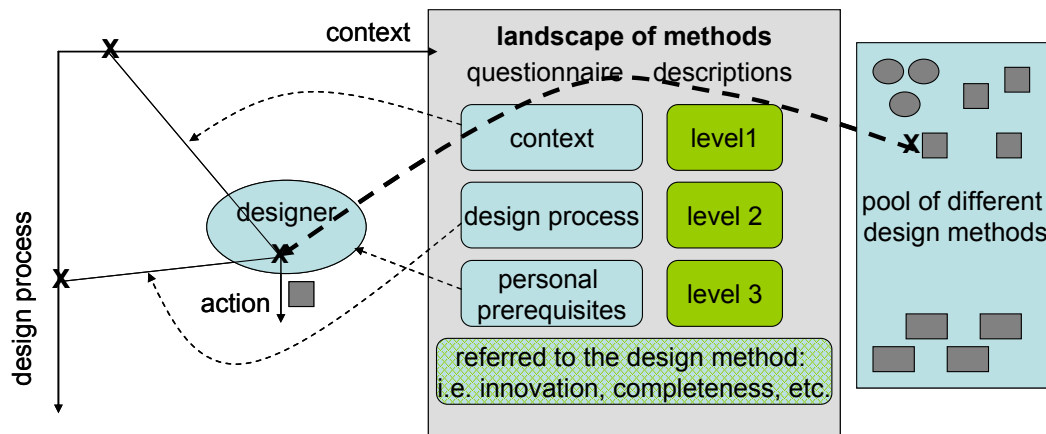 context
design process
X
X
designer
X
action
landscape of methods
questionnaire
descriptions
context
level1
design process
level 2
personal
prerequisites
level 3
referred to the design method:
i.e. innovation, completeness, etc.
X
pool of different
design methods